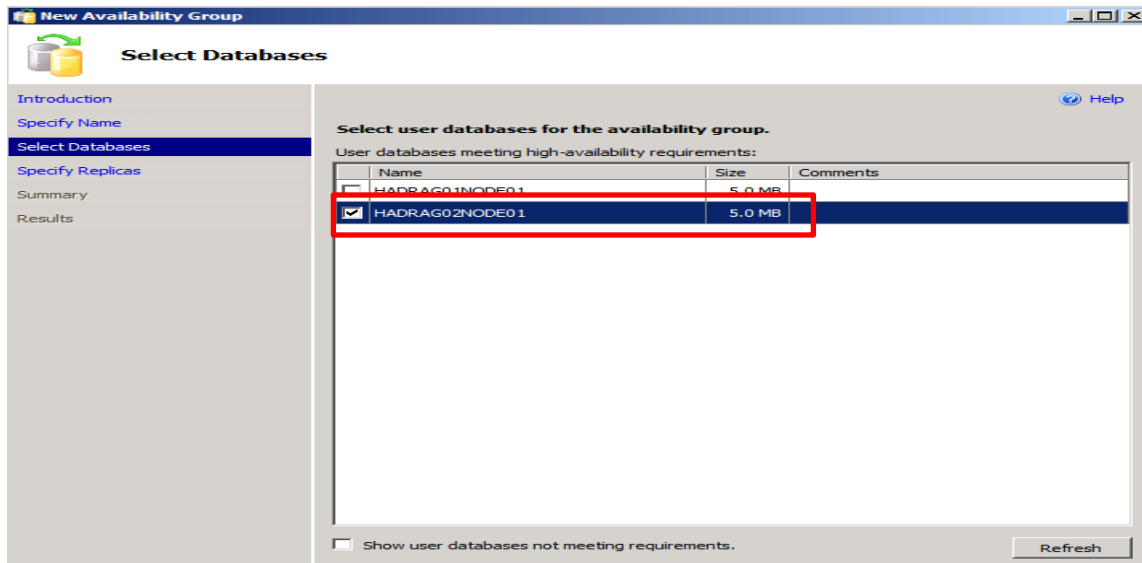 New Availability Group
Select Databases
Introduction
Help
Specify Name
Select user databases for the availability group.
Select Databases
User databases meeting high-availability requirements:
Specify Replicas
Name Size Comments
Summary
HADRAG01NODE01 5.0 MB
Results
HADRAG02NODE01 5.0 MB
Show user databases not meeting requirements.
Refresh